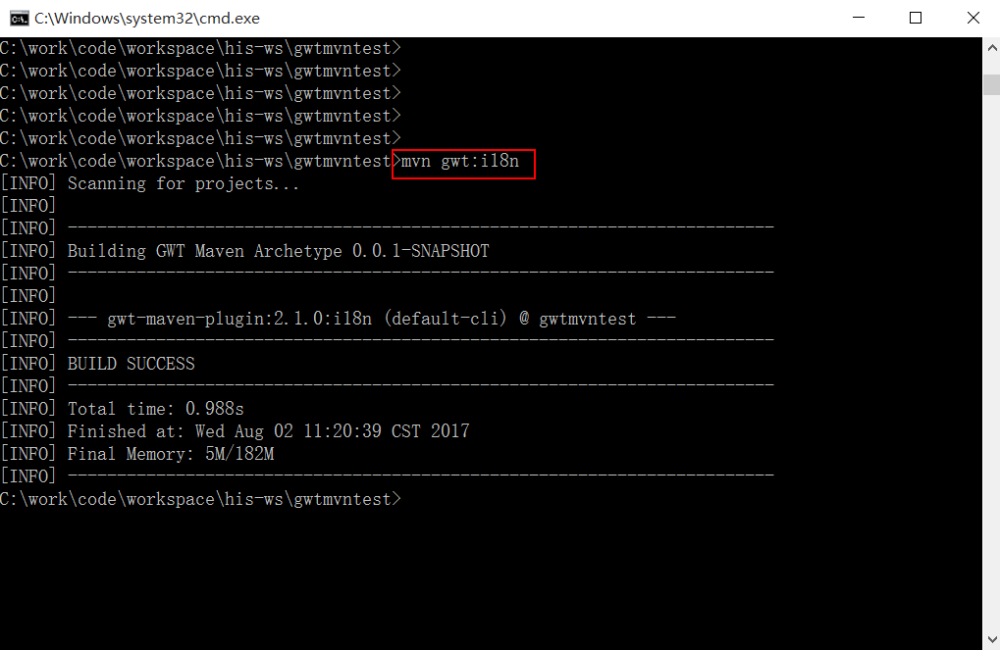 C:\Windows\system32\cmd.exe
C:\work\code\workspace\his-ws\gwtmvntest>
C:\work\code\workspace\his-ws\gwtmvntest>
C:\work\code\workspace\his-ws\gwtmvntest>
C:\work\code\workspace\his-ws\gwtmvntest>
C:\work\code\workspace\his-ws\gwtmvntest>
C:\work\code\workspace\his-ws\gwtmvntest>mvn gwt:i18n
[INFO] Scanning for projects...
[INFO]
[INFO] ------------------------------------------------------------------------
[INFO] Building GWT Maven Archetype 0.0.1-SNAPSHOT
[INFO] ------------------------------------------------------------------------
[INFO]
[INFO] --- gwt-maven-plugin:2.1.0:i18n (default-cli) @ gwtmvntest ---
[INFO] ------------------------------------------------------------------------
[INFO] BUILD SUCCESS
[INFO] ------------------------------------------------------------------------
[INFO] Total time: 0.988s
[INFO] Finished at: Wed Aug 02 11:20:39 CST 2017
[INFO] Final Memory: 5M/182M
[INFO] ------------------------------------------------------------------------
C:\work\code\workspace\his-ws\gwtmvntest>